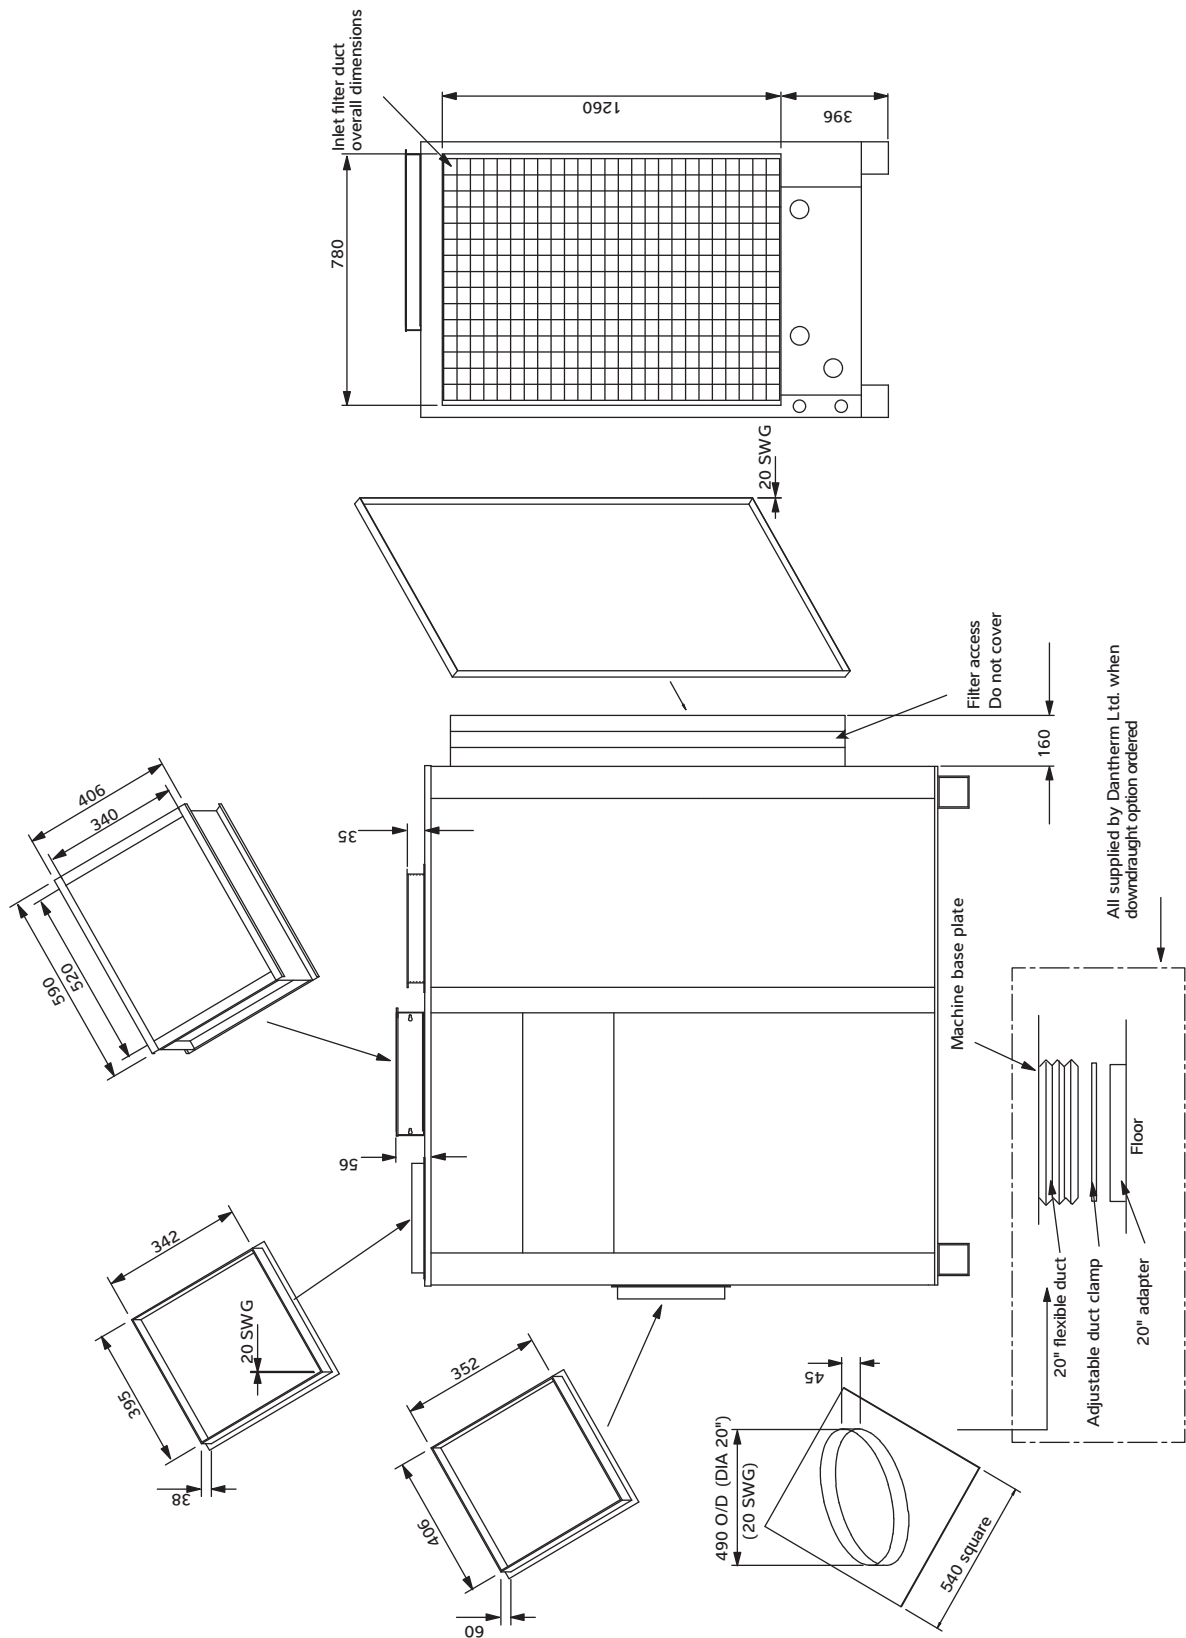 Inlet filter duct
overall dimensions
780
1260
396
20 SWG
Filter access
Do not cover
160
406
340
590
520
35
56
342
395
20 SWG
38
352
406
60
490 O/D (DIA 20")
(20 SWG)
45
540 square
All supplied by Dantherm Ltd. when
downdraught option ordered
Machine base plate
Floor
20" flexible duct
Adjustable duct clamp
20" adapter